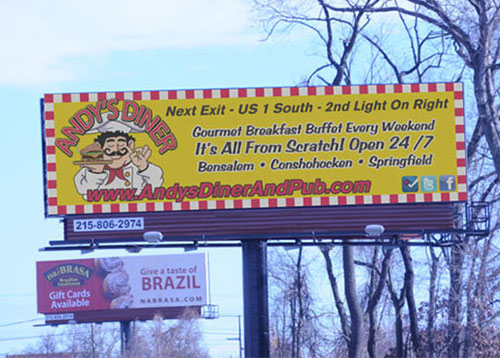 ANDY'S DINER
Next Exit - US 1 South - 2nd Light On Right
Gourmet Breakfast Buffet Every Weekend
It's All From Scratch! Open 24 /7
Bensalem • Conshohocken • Springfield
www.AndysDinerAndPub.com
215-806-2974
BRASA
Gift Cards
Available
Give a taste of
BRAZIL
NABRASA.COM